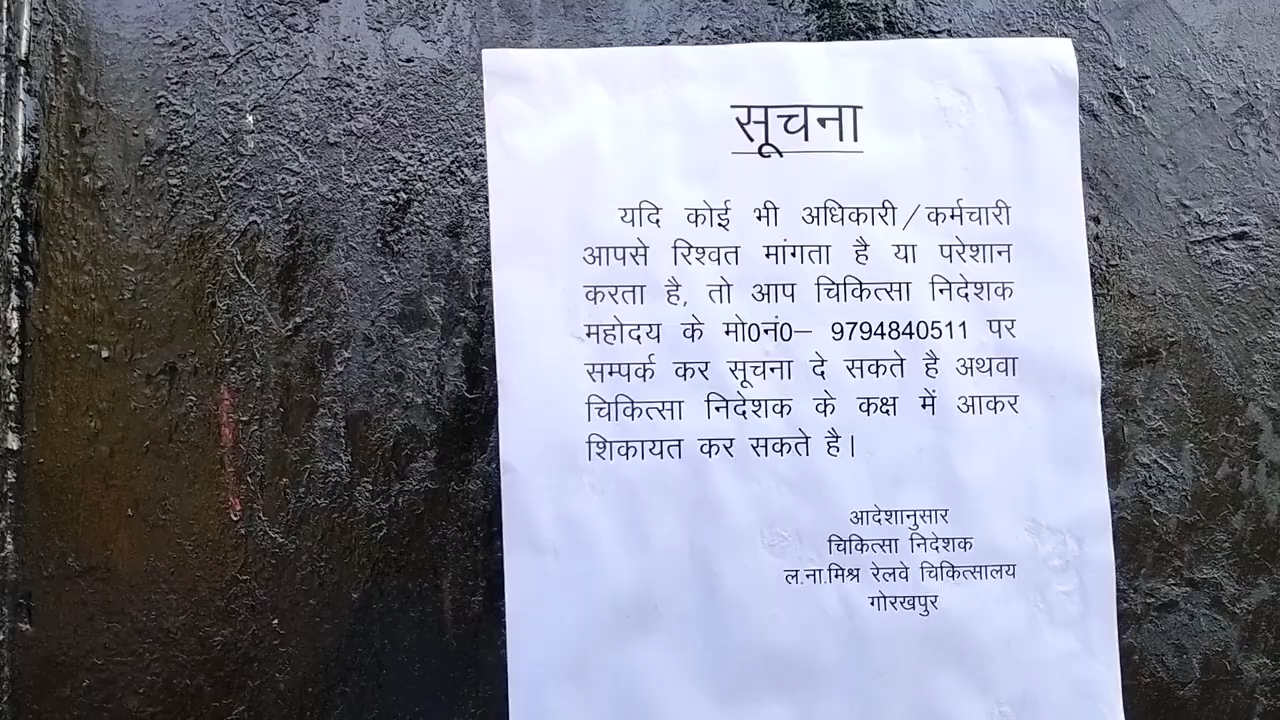 सूचना
यदि कोई भी अधिकारी/कर्मचारी
आपसे रिश्वत मांगता है या परेशान
करता है, तो आप चिकित्सा निदेशक
महोदय के मो0नं0– 9794840511 पर
सम्पर्क कर सूचना दे सकते है अथवा
चिकित्सा निदेशक के कक्ष में आकर
शिकायत कर सकते है।
आदेशानुसार
चिकित्सा निदेशक
ल.ना.मिश्र रेलवे चिकित्सालय
गोरखपुर